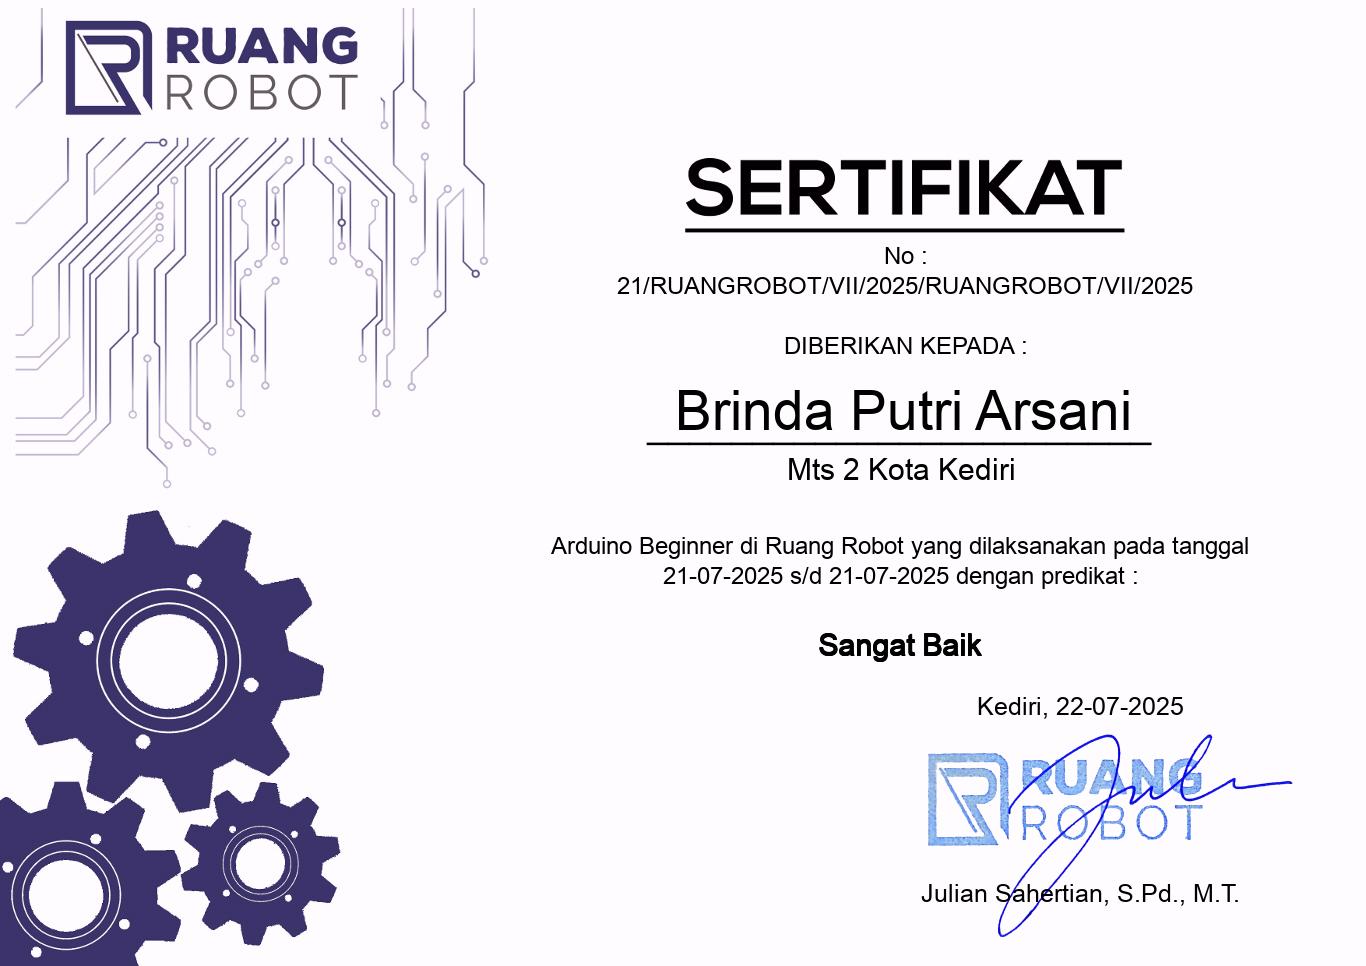 RUANG
ROBOT
SERTIFIKAT
No :
21/RUANGROBOT/VII/2025/RUANGROBOT/VII/2025
DIBERIKAN KEPADA :
Brinda Putri Arsani
Mts 2 Kota Kediri
Arduino Beginner di Ruang Robot yang dilaksanakan pada tanggal
21-07-2025 s/d 21-07-2025 dengan predikat :
Sangat Baik
Kediri, 22-07-2025
RUANG
ROBOT
Julian Sahertian, S.Pd., M.T.